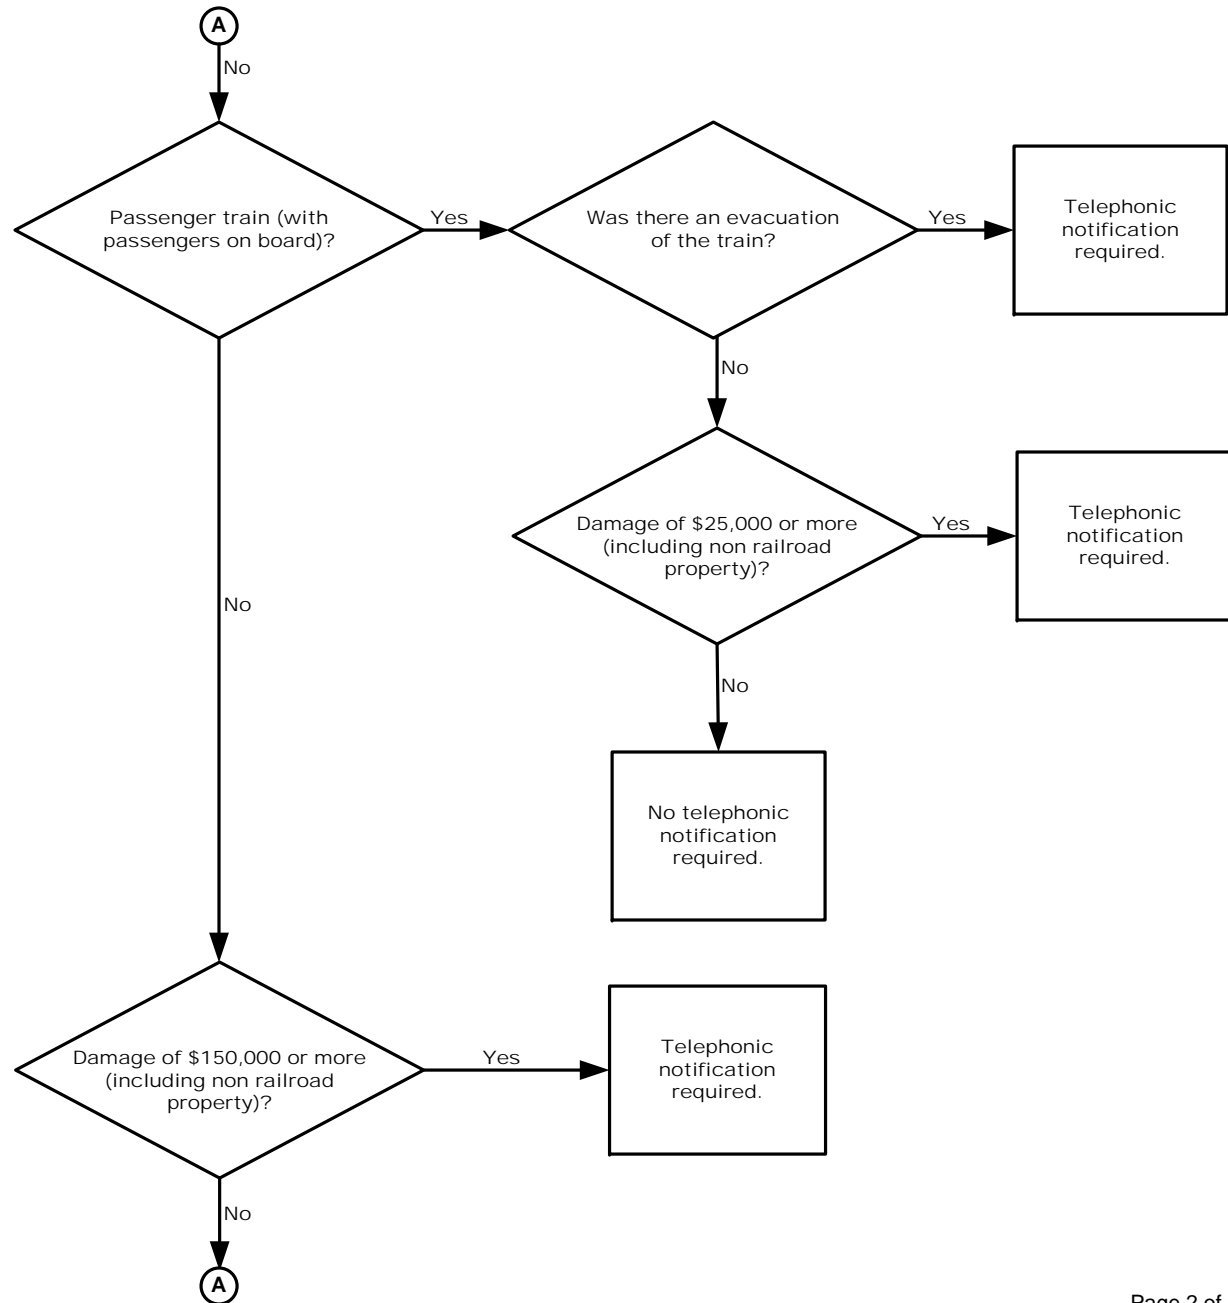 A
No
Passenger train (with
passengers on board)?
Yes
Was there an evacuation
of the train?
Yes
Telephonic
notification
required.
No
Damage of $25,000 or more
(including non railroad
property)?
Yes
Telephonic
notification
required.
No
No
No telephonic
notification
required.
Damage of $150,000 or more
(including non railroad
property)?
Yes
Telephonic
notification
required.
No
A
Page 2 of